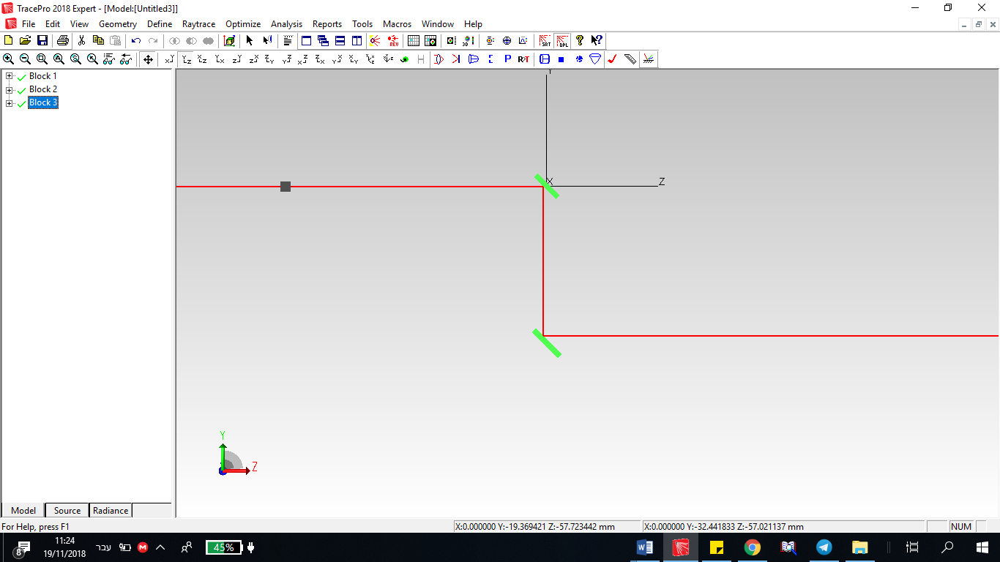 TracePro 2018 Expert - [Model:[Untitled3]]
File Edit View Geometry Define Raytrace Optimize Analysis Reports Tools Macros Window Help
Block 1
Block 2
Block 3
Y
X
Z
Y
Z
Model Source Radiance
For Help, press F1
X:0.000000 Y:-19.369421 Z:-57.723442 mm
X:0.000000 Y:-32.441833 Z:-57.021137 mm
NUM
8
11:24
19/11/2018
עבר
45%